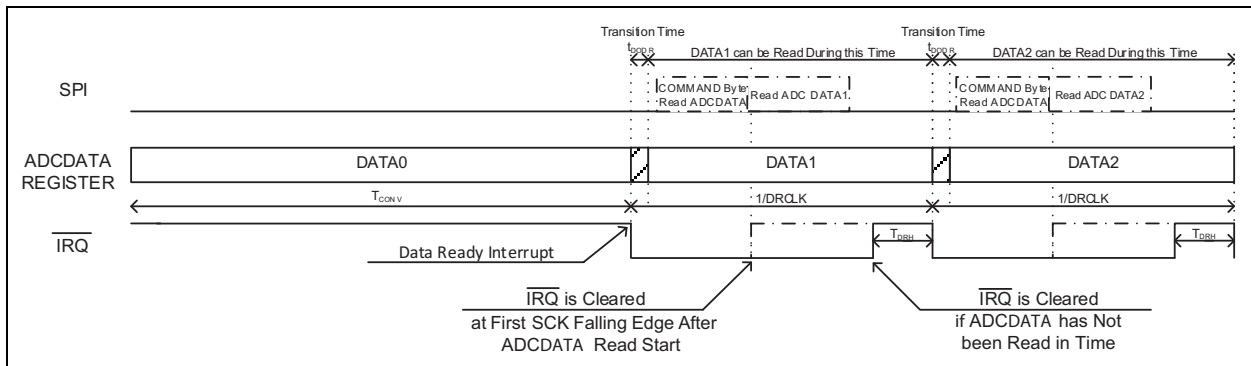 Transition Time
tDODR
DATA1 can be Read During this Time
Transition Time
tDODR
DATA2 can be Read During this Time
SPI
COMMAND Byte
Read ADCDATA
Read ADC DATA1
COMMAND Byte
Read ADCDATA
Read ADC DATA2
ADCDATA
REGISTER
DATA0
DATA1
DATA2
TCONV
1/DRCLK
1/DRCLK
IRQ
TDRH
TDRH
Data Ready Interrupt
IRQ is Cleared
at First SCK Falling Edge After
ADCDATA Read Start
IRQ is Cleared
if ADCDATA has Not
been Read in Time